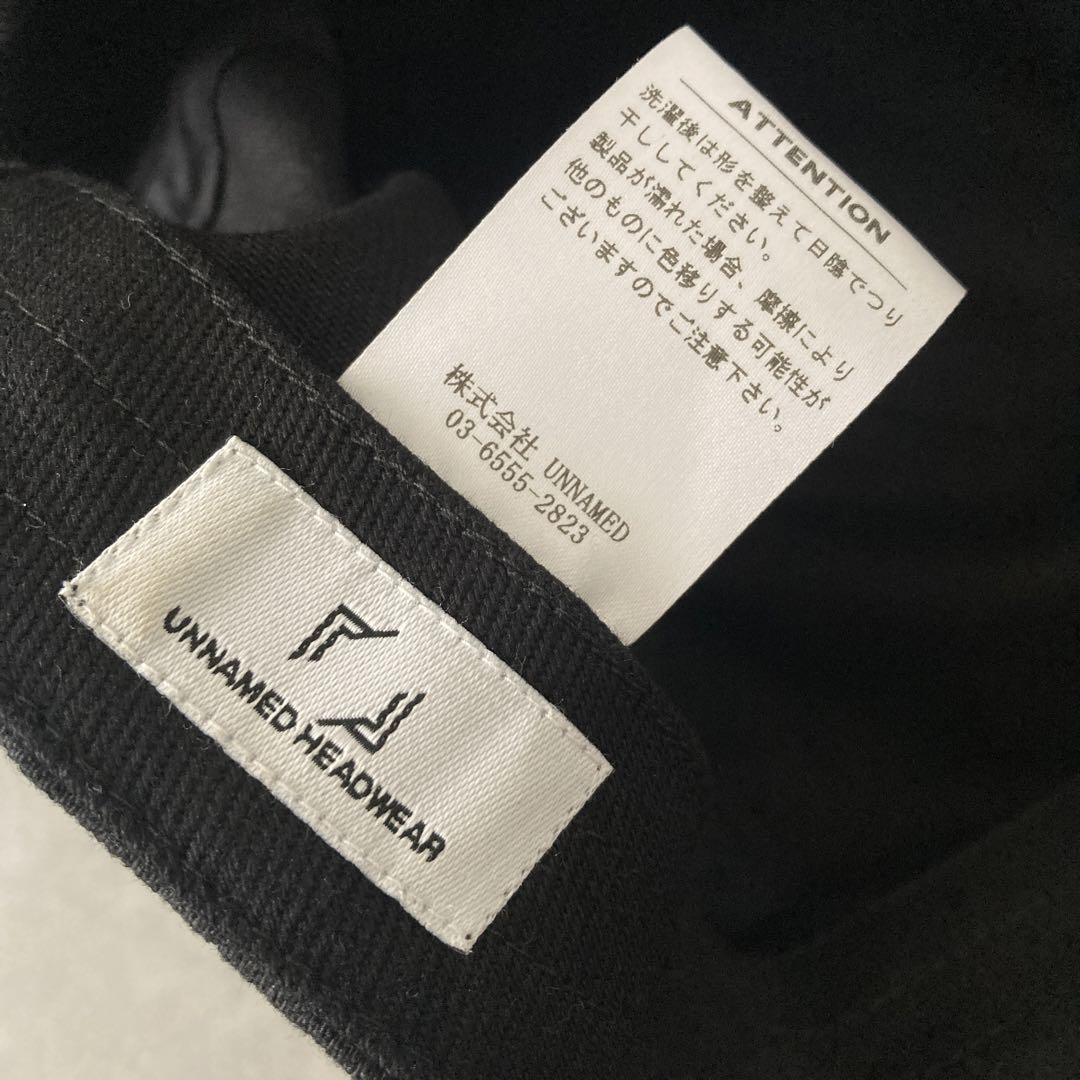 ATTENTION
洗濯後は形を整えて日陰でつり
干ししてください。
製品が濡れた場合、摩擦により
他のものに色移りする可能性が
ございますのでご注意下さい。
株式会社 UNNAMED
03-6555-2823
UNNAMED HEADWEAR